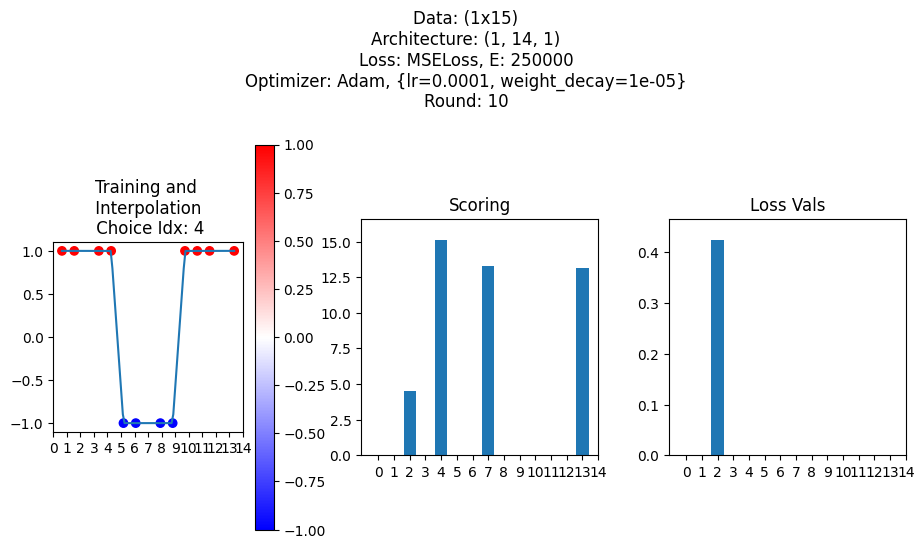 Data: (1x15)
Architecture: (1, 14, 1)
Loss: MSELoss, E: 250000
Optimizer: Adam, {lr=0.0001, weight_decay=1e-05}
Round: 10
Training and
Interpolation
Choice Idx: 4
1.0
0.5
0.0
−0.5
−1.0
0 1 2 3 4 5 6 7 8 9 10 11 12 13 14
1.00
0.75
0.50
0.25
0.00
−0.25
−0.50
−0.75
−1.00
Scoring
15.0
12.5
10.0
7.5
5.0
2.5
0.0
0 1 2 3 4 5 6 7 8 9 10 11 12 13 14
Loss Vals
0.4
0.3
0.2
0.1
0.0
0 1 2 3 4 5 6 7 8 9 10 11 12 13 14